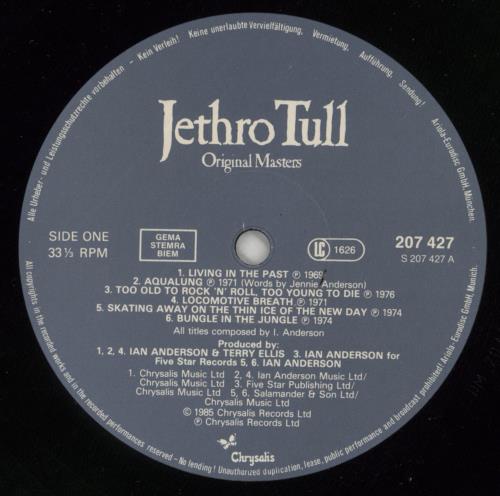 Alle Urheber- und Leistungsschutzrechte vorbehalten - Kein Verleih! Keine unerlaubte Vervielfältigung, Vermietung, Aufführung, Sendung! Ariola-Eurodisc GmbH, München.
Jethro Tull
Original Masters
SIDE ONE
33⅓ RPM
GEMA
STEMRA
BIEM
LC 1626
207 427
S 207 427 A
1. LIVING IN THE PAST ℗ 1969
2. AQUALUNG ℗ 1971 (Words by Jennie Anderson)
3. TOO OLD TO ROCK 'N' ROLL, TOO YOUNG TO DIE ℗ 1976
4. LOCOMOTIVE BREATH ℗ 1971
5. SKATING AWAY ON THE THIN ICE OF THE NEW DAY ℗ 1974
6. BUNGLE IN THE JUNGLE ℗ 1974
All titles composed by I. Anderson
Produced by:
1, 2, 4. IAN ANDERSON & TERRY ELLIS 3. IAN ANDERSON for
Five Star Records 5, 6. IAN ANDERSON
1. Chrysalis Music Ltd 2, 4. Ian Anderson Music Ltd/
Chrysalis Music Ltd 3. Five Star Publishing Ltd/
Chrysalis Music Ltd 5, 6. Salamander & Son Ltd/
Chrysalis Music Ltd
© 1985 Chrysalis Records Ltd
℗ Chrysalis Records Ltd
Chrysalis
All copyrights in the recorded works and in the recorded performances reserved - No lending! Unauthorized duplication, lease, public performance and broadcast prohibited! Ariola-Eurodisc GmbH, Munich.